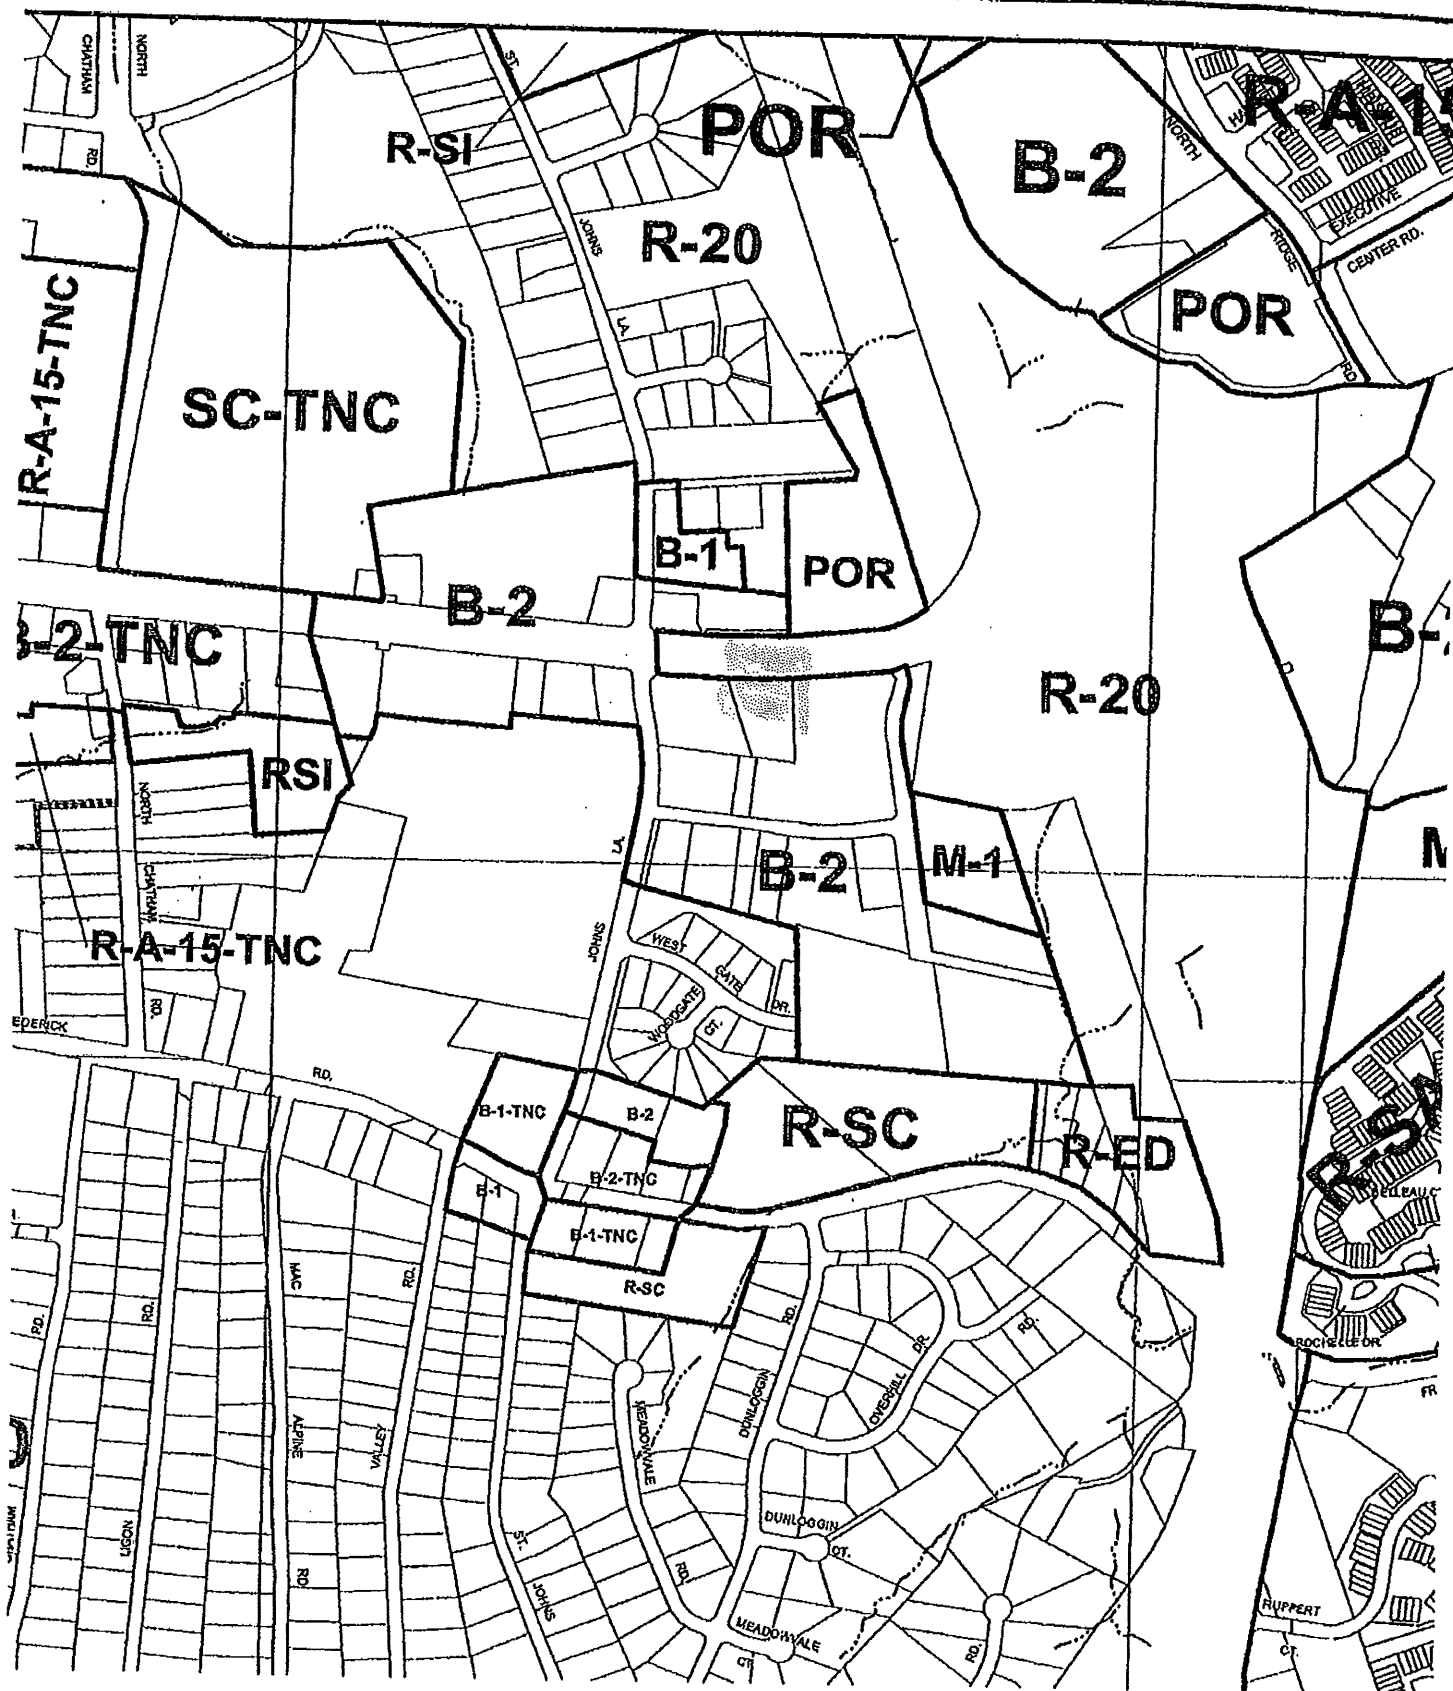 NORTH
CHATHAM
RD.
ST.
R-SI
POR
B-2
NORTH
EXECUTIVE
CENTER RD.
RIDGE
RD
JOHNS
LA.
R-20
POR
R-A-15-TNC
SC-TNC
B-1
POR
B-2
R-20
RSI
NORTH
CHATHAM
RD.
LA.
B-2
M-1
R-A-15-TNC
JOHNS
WEST
GATE
DR.
WOODGATE
CT.
RD.
B-1-TNC
B-2
R-SC
R-ED
B-2-TNC
B-1
B-1-TNC
R-SC
ROCHELLE DR
RD.
RD.
MAC
ALPINE
RD
RD.
VALLEY
LIGON
ST.
JOHNS
MEADOWVALE
RD.
DUNLOGGIN
RD.
OVERHILL
DR.
RD.
DUNLOGGIN
CT.
MEADOWVALE
CT.
RD.
RUPPERT
CT.